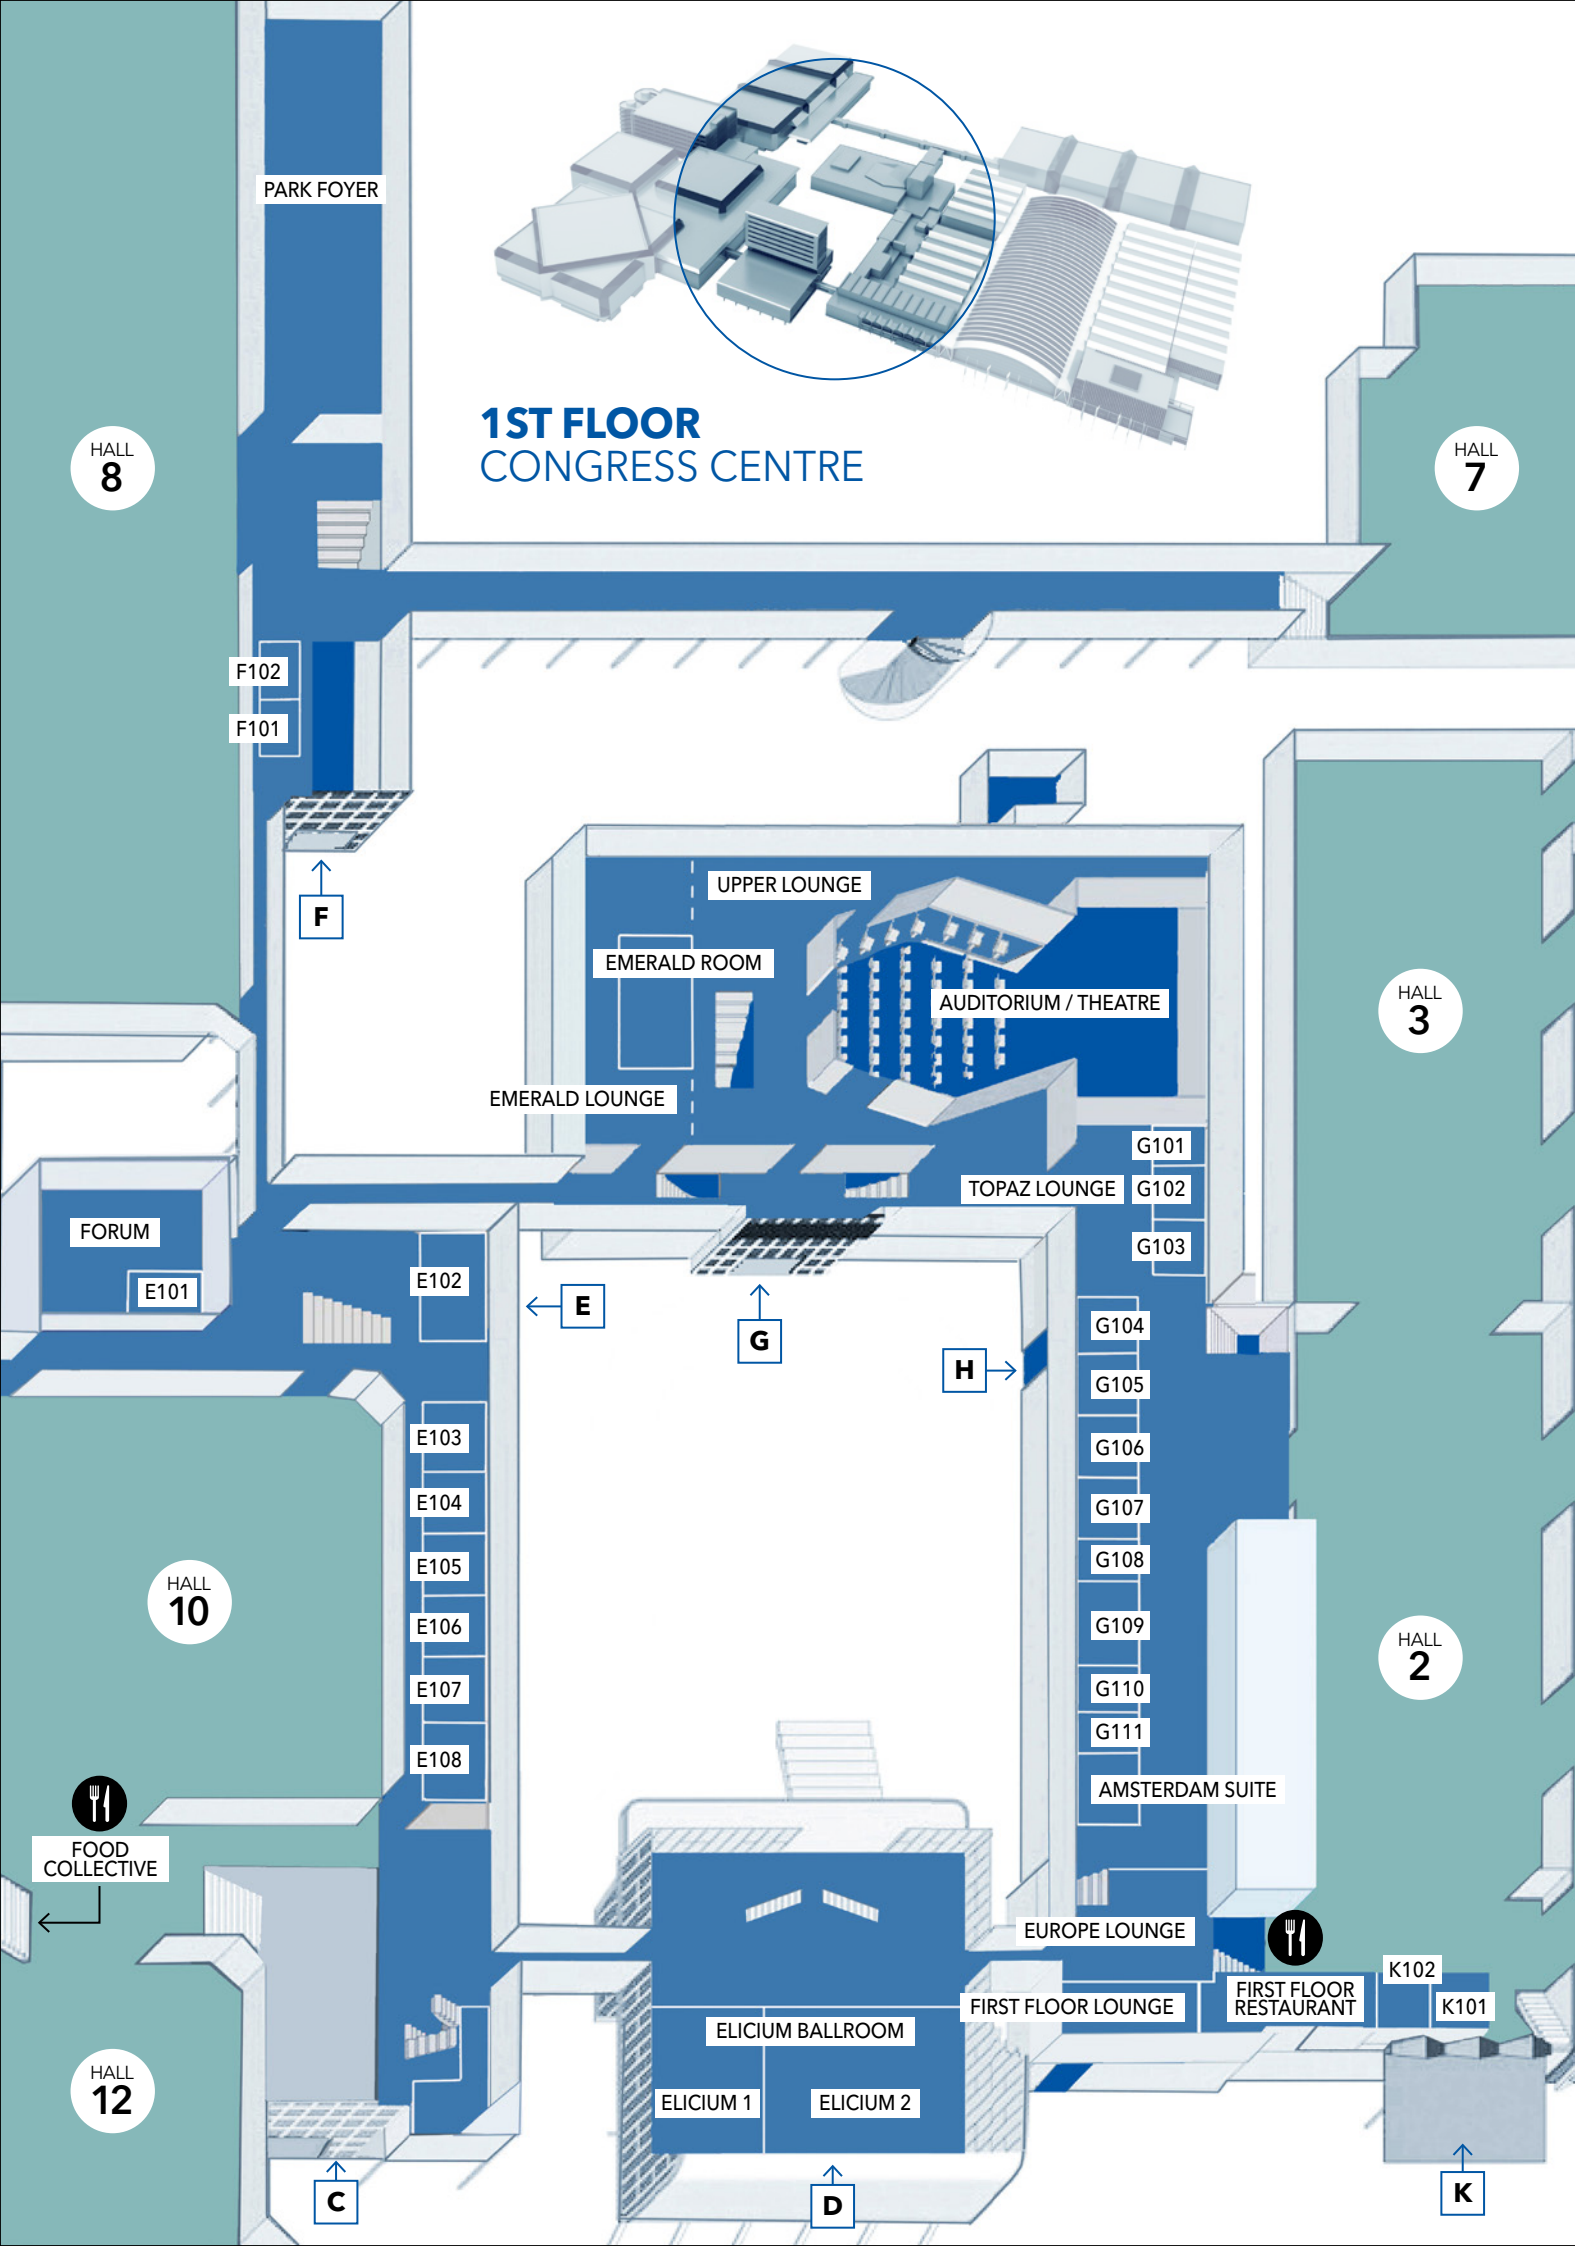 PARK FOYER
1ST FLOOR
CONGRESS CENTRE
HALL
8
HALL
7
F102
F101
F
UPPER LOUNGE
EMERALD ROOM
AUDITORIUM / THEATRE
HALL
3
EMERALD LOUNGE
G101
TOPAZ LOUNGE
G102
FORUM
G103
E102
E101
E
G104
G
H
G105
E103
G106
E104
G107
E105
G108
HALL
10
E106
G109
HALL
2
E107
G110
G111
E108
AMSTERDAM SUITE
FOOD
COLLECTIVE
EUROPE LOUNGE
K102
FIRST FLOOR LOUNGE
FIRST FLOOR
RESTAURANT
K101
ELICIUM BALLROOM
HALL
12
ELICIUM 1
ELICIUM 2
C
D
K